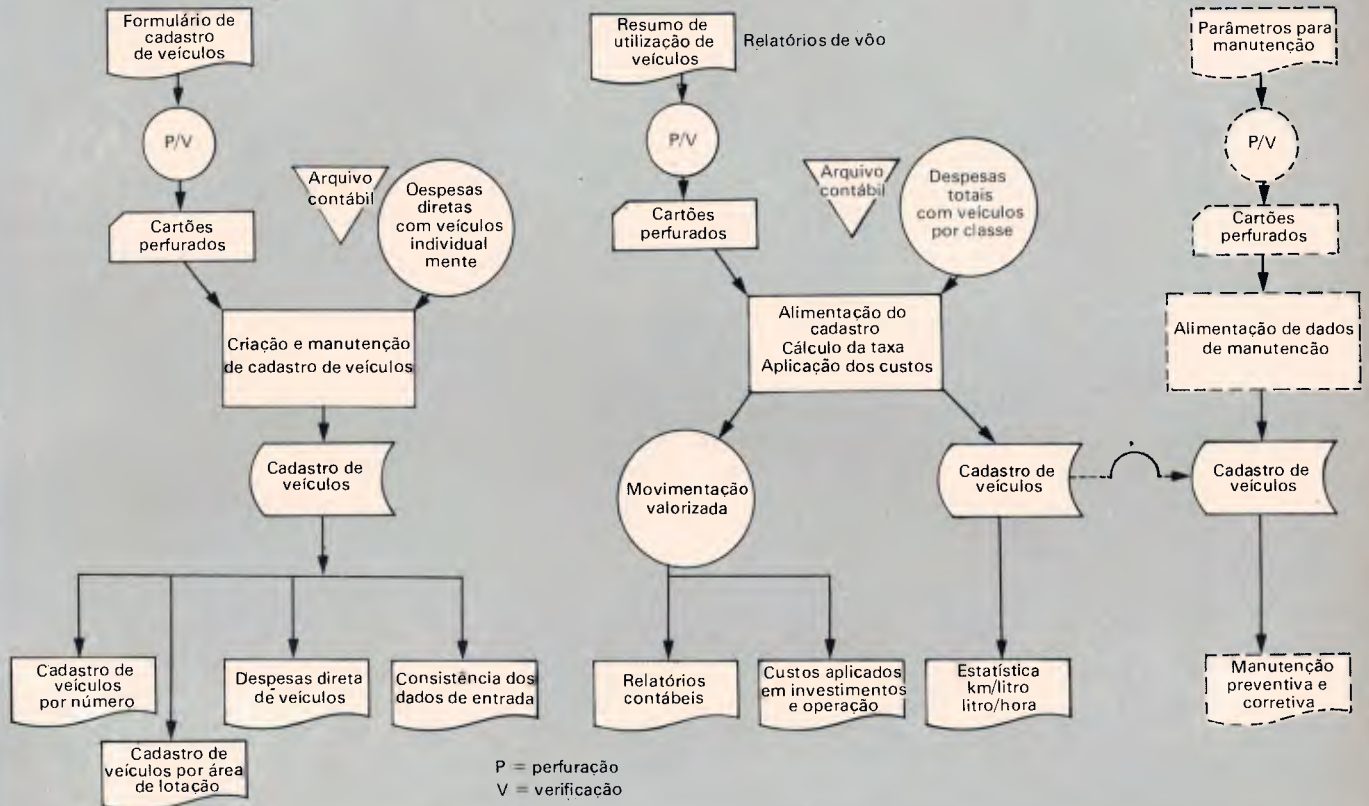 Formulário de
cadastro
de veículos
P/V
Cartões
perfurados
Arquivo
contábil
Oespesas
diretas
com veículos
individual
mente
Criação e manutenção
de cadastro de veículos
Cadastro de
veículos
Cadastro de
veículos
por número
Cadastro de
veículos por área
de lotação
Despesas direta
de veículos
Consistência dos
dados de entrada
Resumo de
utilização de
veículos
Relatórios de vôo
P/V
Cartões
perfurados
Arquivo
contábil
Despesas
totais
com veículos
por classe
Alimentação do
cadastro
Cálculo da taxa
Aplicação dos custos
Movimentação
valorizada
Cadastro de
veículos
Relatórios
contábeis
Custos aplicados
em investimentos
e operação
Estatística
km/litro
litro/hora
Parâmetros para
manutenção
P/V
Cartões
perfurados
Alimentação de dados
de manutencão
Cadastro de
veículos
Manutenção
preventiva e
corretiva
P = perfuração
V = verificação